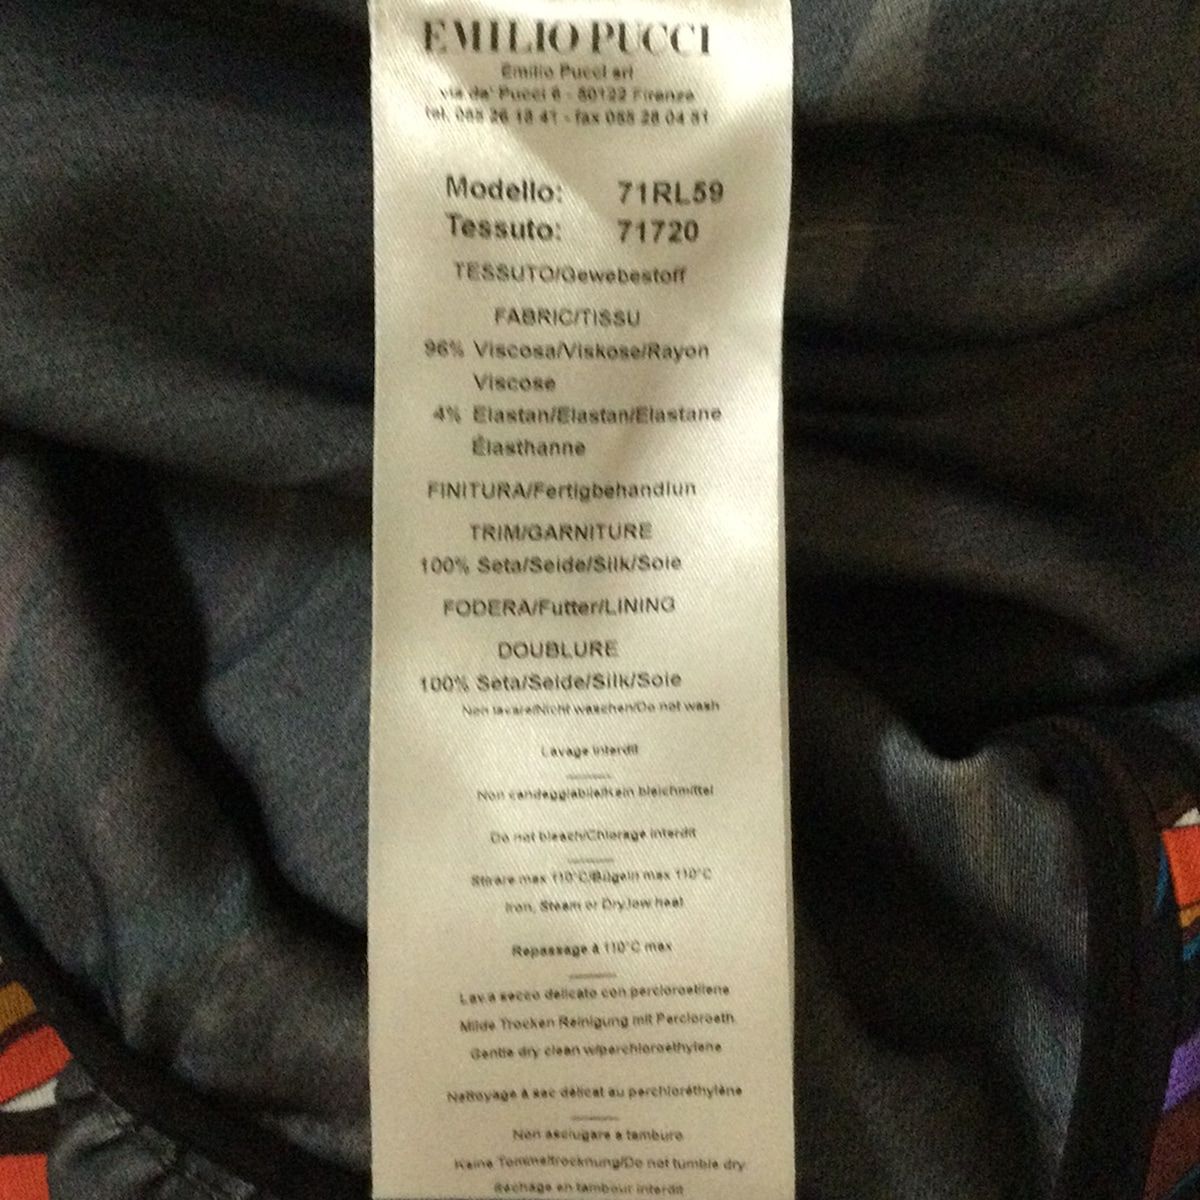 EMILIO PUCCI
Emilio Pucci srl
via de' Pucci 6 - 50122 Firenze
tel. 055 26 18 41 - fax 055 28 04 51
Modello: 71RL59
Tessuto: 71720
TESSUTO/Gewebestoff
FABRIC/TISSU
96% Viscosa/Viskose/Rayon
Viscose
4% Elastan/Elastan/Elastane
Élasthanne
FINITURA/Fertigbehandlun
TRIM/GARNITURE
100% Seta/Seide/Silk/Soie
FODERA/Futter/LINING
DOUBLURE
100% Seta/Seide/Silk/Soie
Non lavare/Nicht waschen/Do not wash
Lavage interdit
Non candeggiabile/Kein bleichmittel
Do not bleach/Chlorage interdit
Stirare max 110°C/Bügeln max 110°C
Iron, Steam or Dry,low heat
Repassage à 110°C max
Lava secco delicato con percloroetilene
Milde Trocken Reinigung mit Percloroeth.
Gentle dry clean w/perchloroethylene
Nettoyage à sec délicat au perchloréthylène
Non asciugare a tamburo
Keine Tommeltrocknung/Do not tumble dry
Séchage en tambour interdit